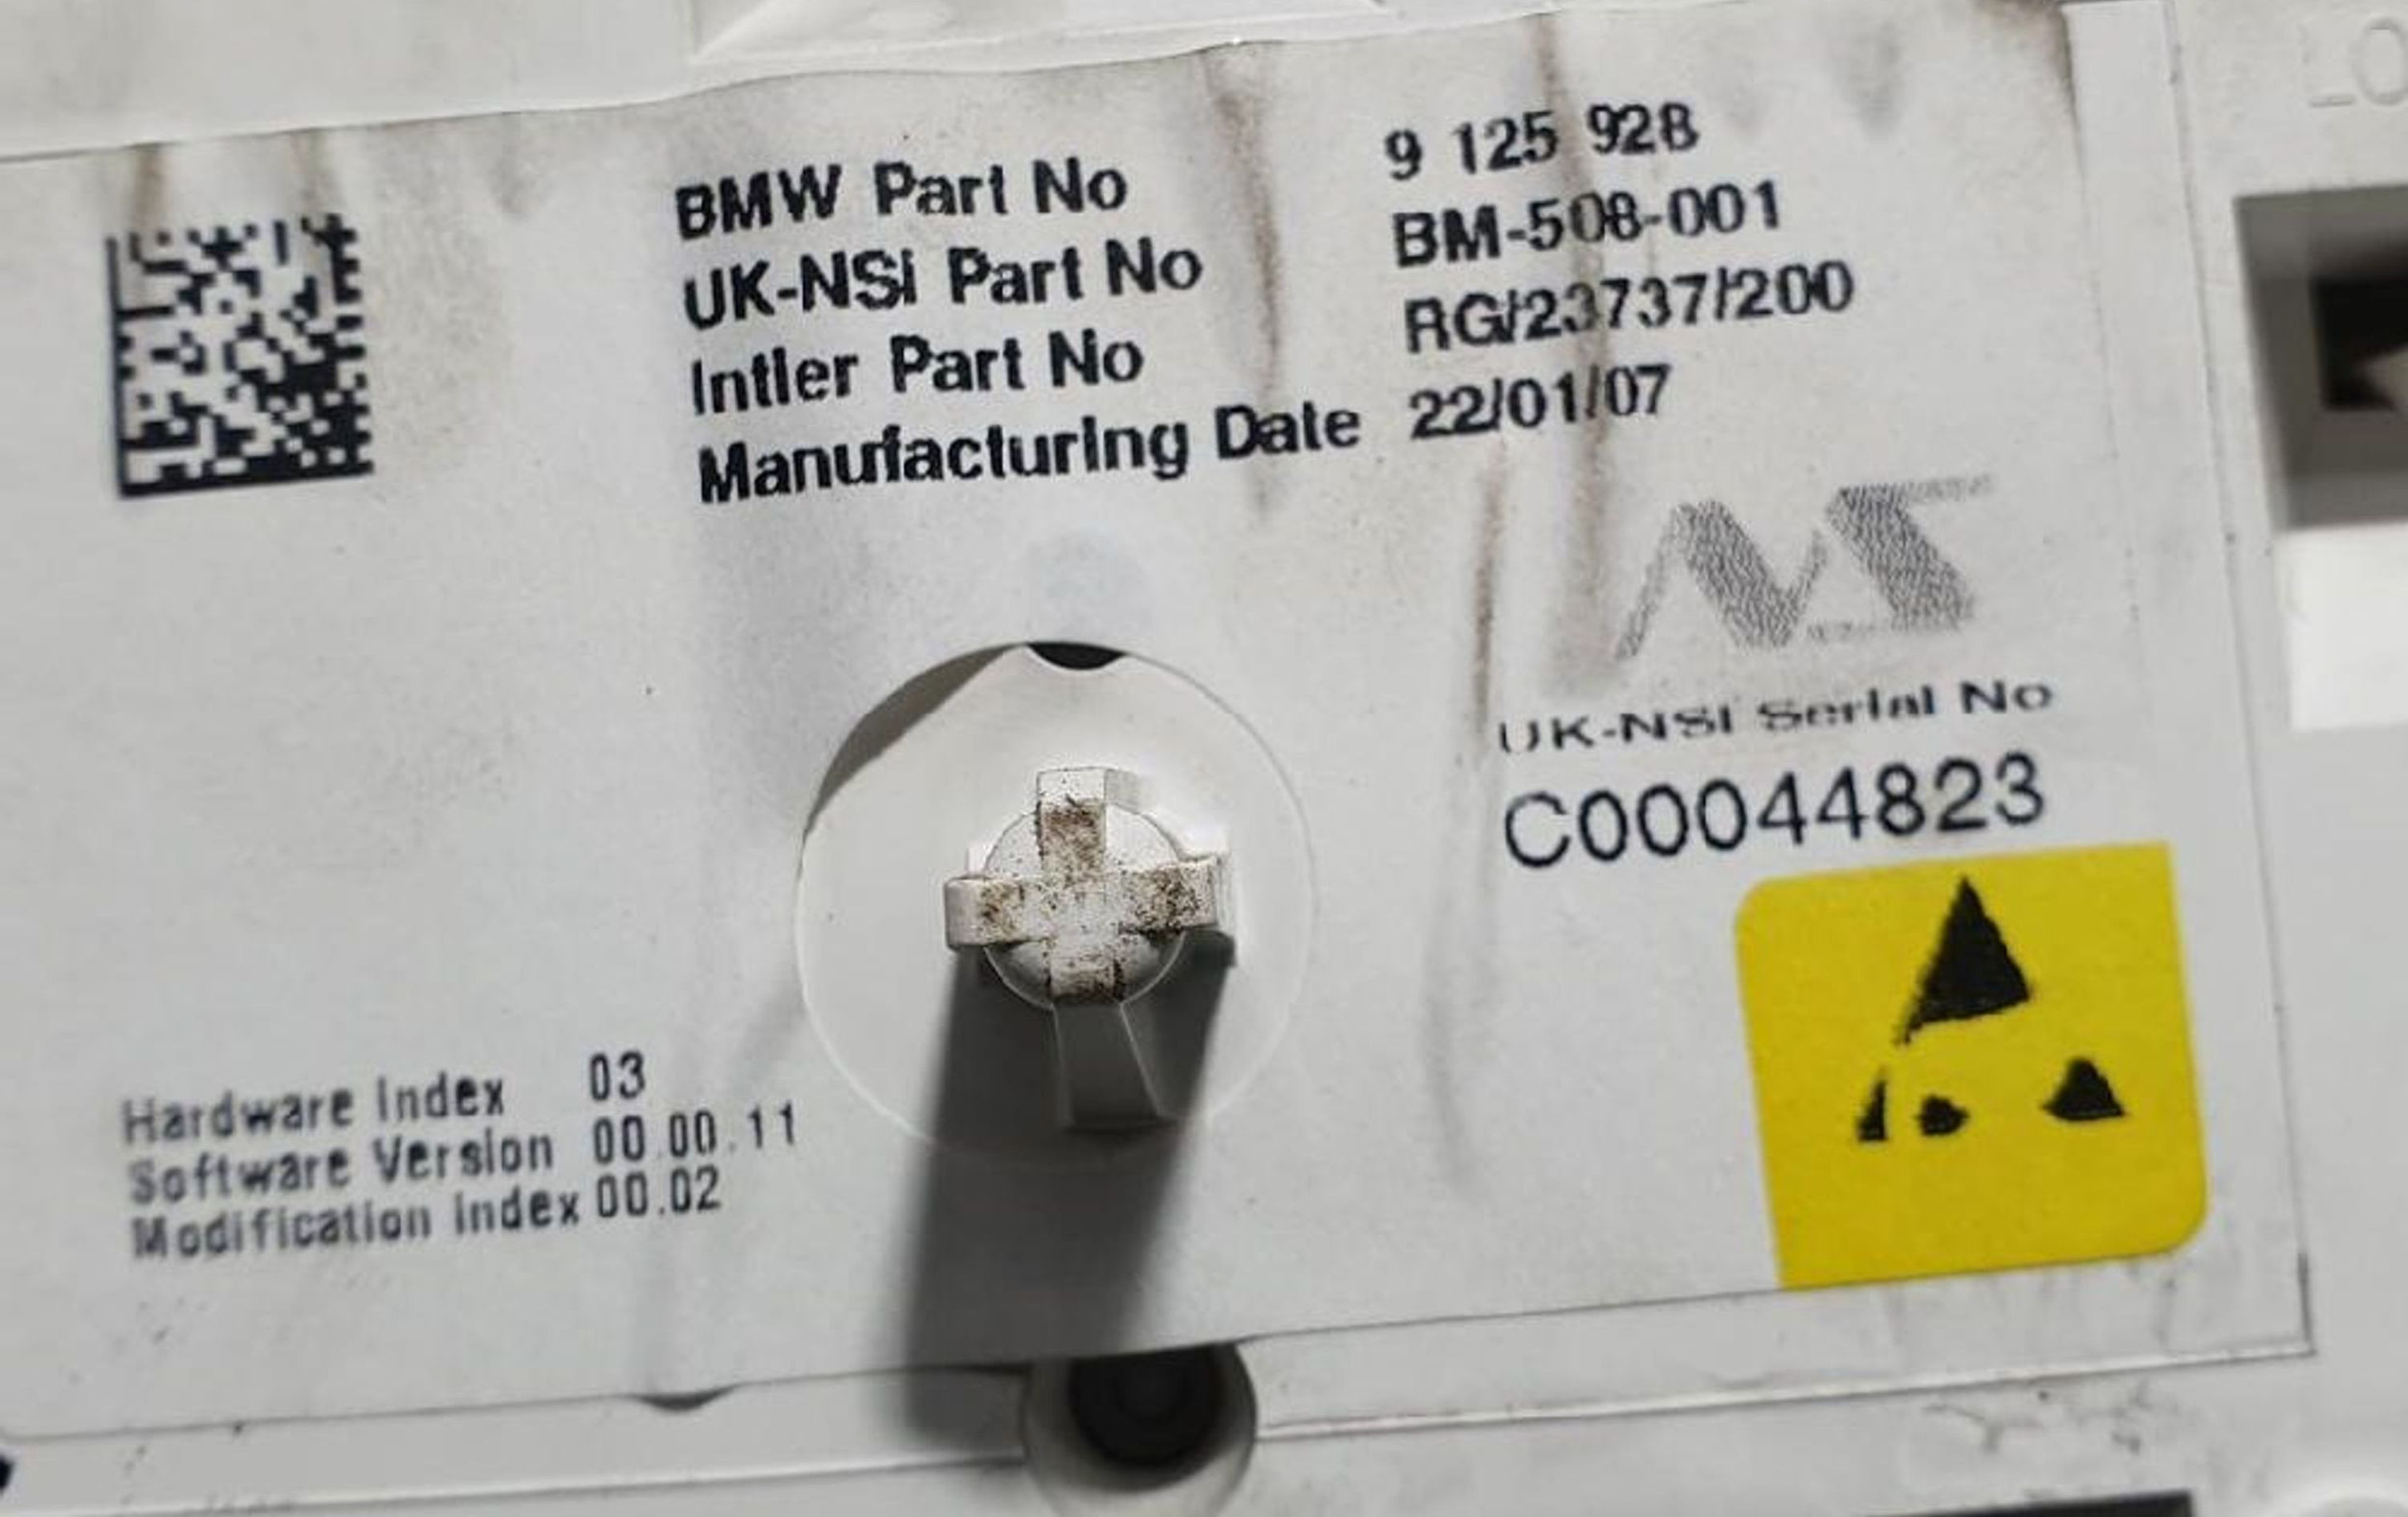 BMW Part No 9 125 928
UK-NSI Part No BM-508-001
Intler Part No RG/23737/200
Manufacturing Date 22/01/07
NS
UK-NSI Serial No
C00044823
Hardware Index 03
Software Version 00.00.11
Modification Index 00.02
LO